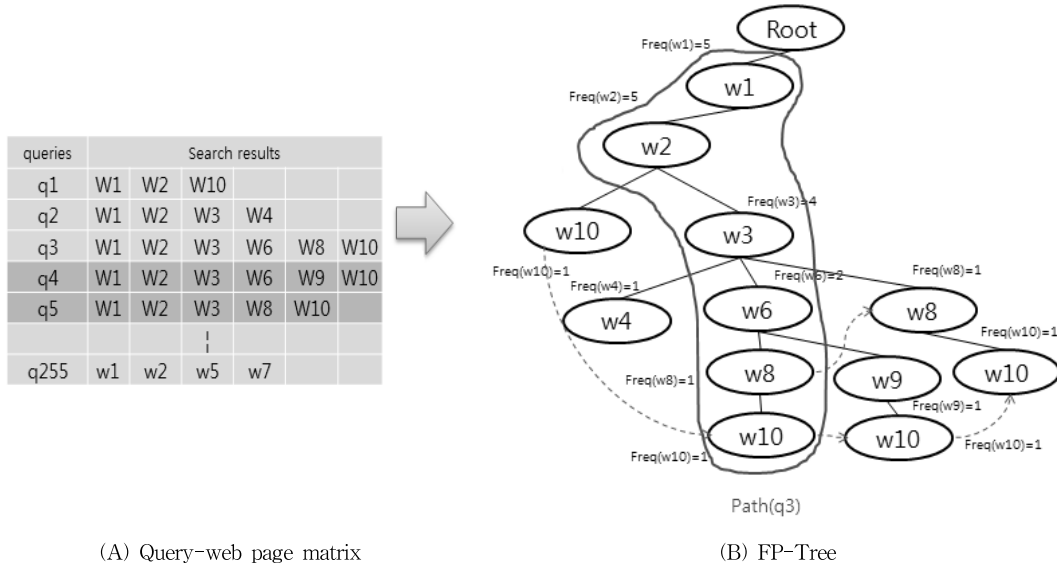 queries Search results
q1 W1 W2 W10
q2 W1 W2 W3 W4
q3 W1 W2 W3 W6 W8 W10
q4 W1 W2 W3 W6 W9 W10
q5 W1 W2 W3 W8 W10
q255 w1 w2 w5 w7
(A) Query-web page matrix
Root
Freq(w1)=5
w1
Freq(w2)=5
w2
Freq(w3)=4
w10
w3
Freq(w10)=1
Freq(w6)=2
Freq(w8)=1
Freq(w4)=1
w4
w6
w8
Freq(w10)=1
Freq(w8)=1
w8
w9
w10
Freq(w9)=1
w10
w10
Freq(w10)=1
Freq(w10)=1
Path(q3)
(B) FP-Tree